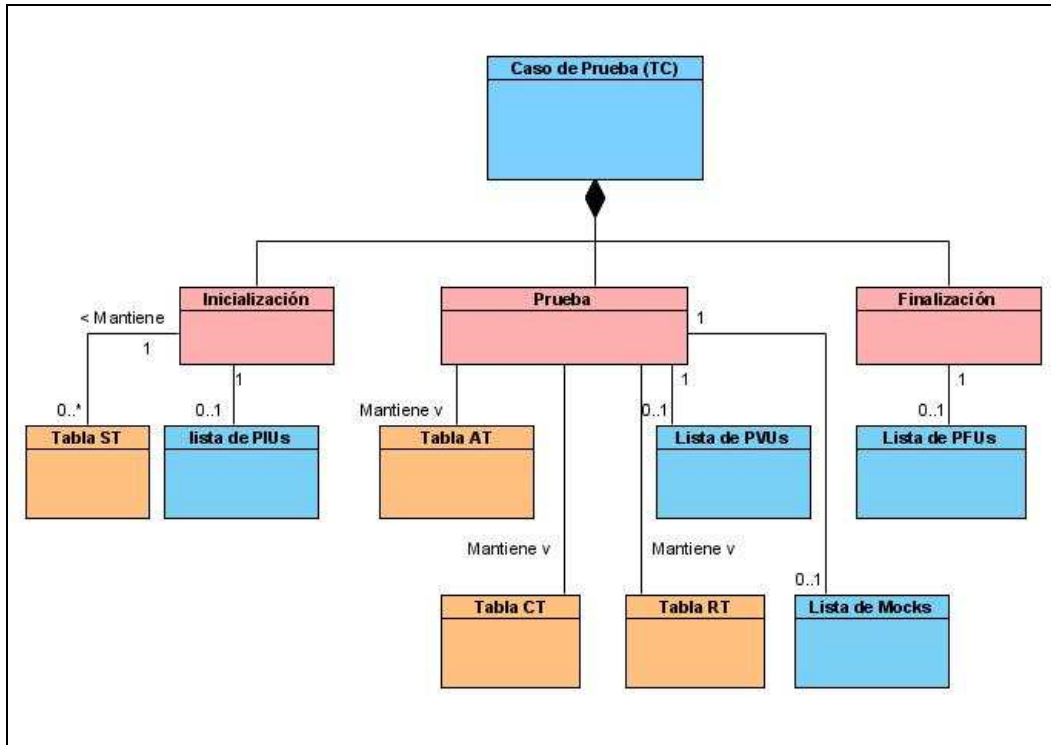 Caso de Prueba (TC)
Inicialización
Prueba
Finalización
< Mantiene
1
1
1
1
1
0..*
0..1
Mantiene v
0..1
0..1
Tabla ST
lista de PIUs
Tabla AT
Lista de PVUs
Lista de PFUs
Mantiene v
Mantiene v
0..1
Tabla CT
Tabla RT
Lista de Mocks